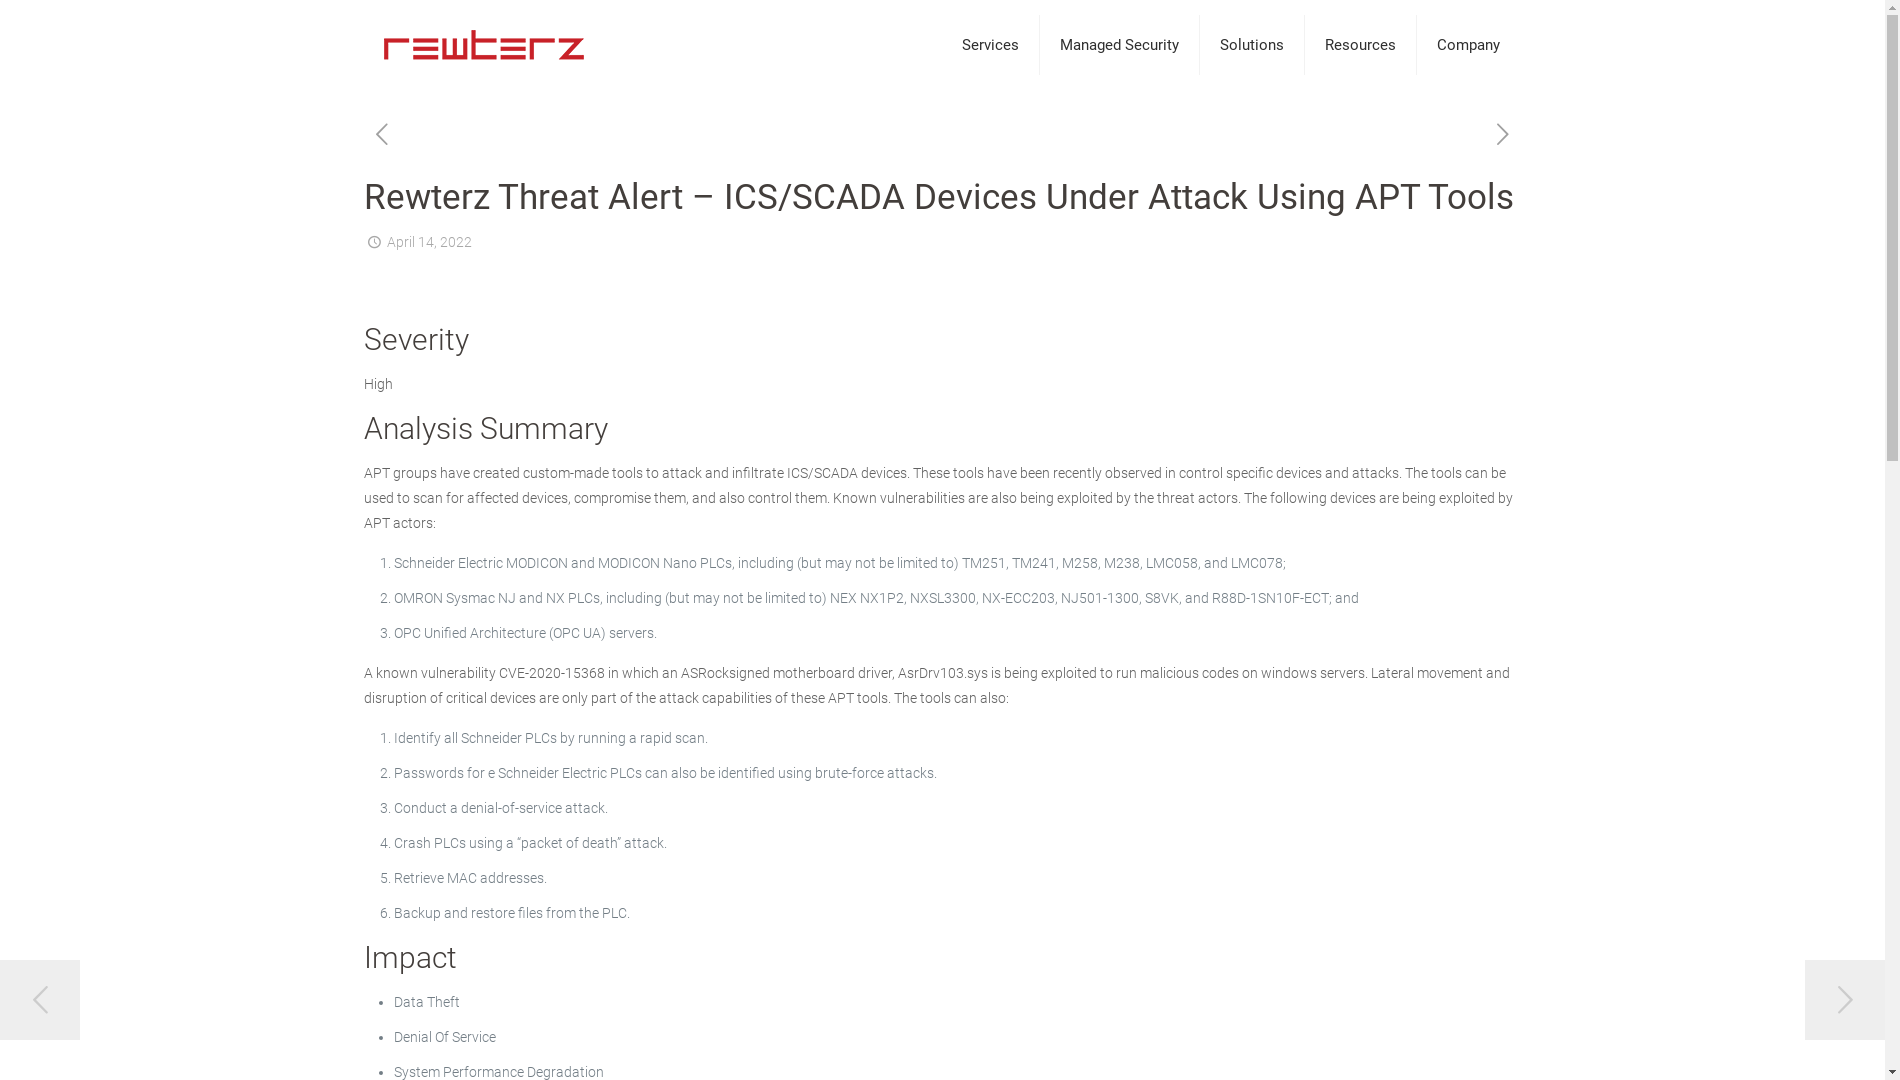 rewterz
Services
Managed Security
Solutions
Resources
Company
Rewterz Threat Alert – ICS/SCADA Devices Under Attack Using APT Tools
April 14, 2022
Severity
High
Analysis Summary
APT groups have created custom-made tools to attack and infiltrate ICS/SCADA devices. These tools have been recently observed in control specific devices and attacks. The tools can be
used to scan for affected devices, compromise them, and also control them. Known vulnerabilities are also being exploited by the threat actors. The following devices are being exploited by
APT actors:
1. Schneider Electric MODICON and MODICON Nano PLCs, including (but may not be limited to) TM251, TM241, M258, M238, LMC058, and LMC078;
2. OMRON Sysmac NJ and NX PLCs, including (but may not be limited to) NEX NX1P2, NXSL3300, NX-ECC203, NJ501-1300, S8VK, and R88D-1SN10F-ECT; and
3. OPC Unified Architecture (OPC UA) servers.
A known vulnerability CVE-2020-15368 in which an ASRocksigned motherboard driver, AsrDrv103.sys is being exploited to run malicious codes on windows servers. Lateral movement and
disruption of critical devices are only part of the attack capabilities of these APT tools. The tools can also:
1. Identify all Schneider PLCs by running a rapid scan.
2. Passwords for e Schneider Electric PLCs can also be identified using brute-force attacks.
3. Conduct a denial-of-service attack.
4. Crash PLCs using a “packet of death” attack.
5. Retrieve MAC addresses.
6. Backup and restore files from the PLC.
Impact
• Data Theft
• Denial Of Service
• System Performance Degradation